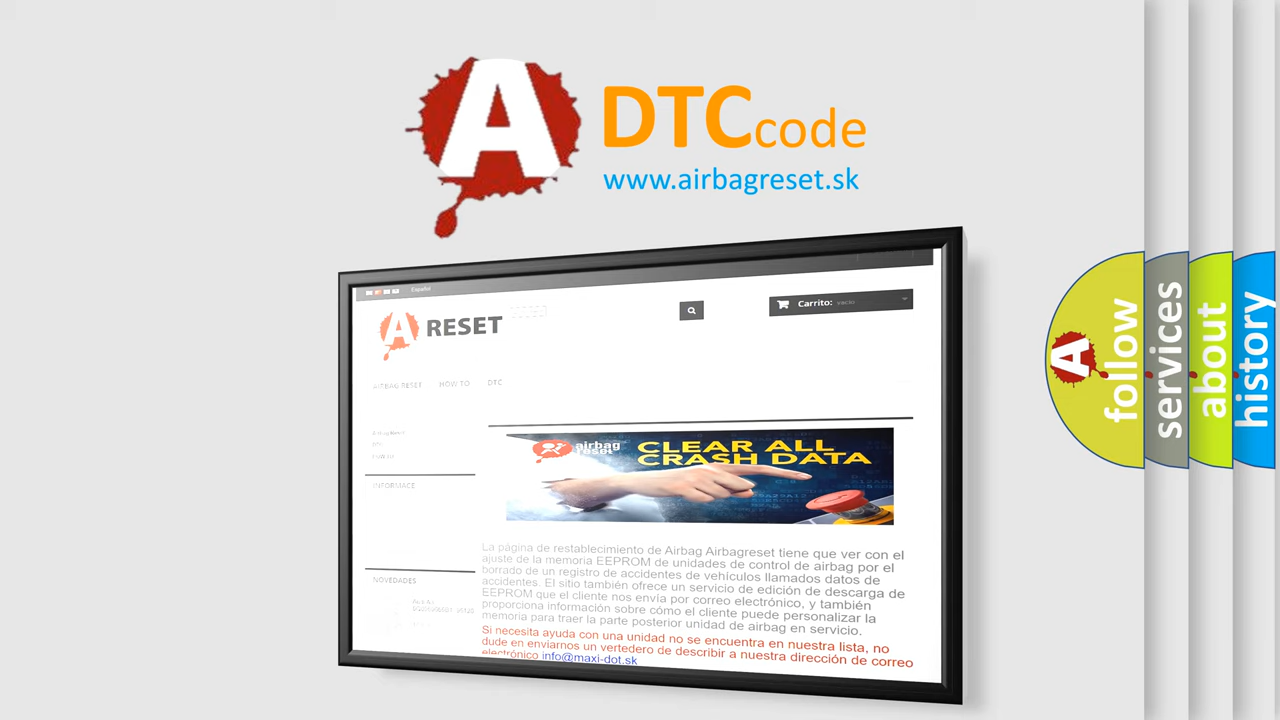 A
DTCcode
www.airbagreset.sk
Español
A RESET
Carrito: vacío
AIRBAG RESET HOW TO DTC
INFORMACE
NOVEDADES
airbag
reset
CLEAR ALL
CRASH DATA
La página de restablecimiento de Airbag Airbagreset tiene que ver con el
ajuste de la memoria EEPROM de unidades de control de airbag por el
borrado de un registro de accidentes de vehículos llamados datos de
accidentes. El sitio también ofrece un servicio de edición de descarga de
EEPROM que el cliente nos envía por correo electrónico, y también
proporciona información sobre cómo el cliente puede personalizar la
memoria para traer la parte posterior unidad de airbag en servicio.
Si necesita ayuda con una unidad no se encuentra en nuestra lista, no
dude en enviarnos un vertedero de describir a nuestra dirección de correo
electrónico info@maxi-dot.sk
A
follow
services
about
history